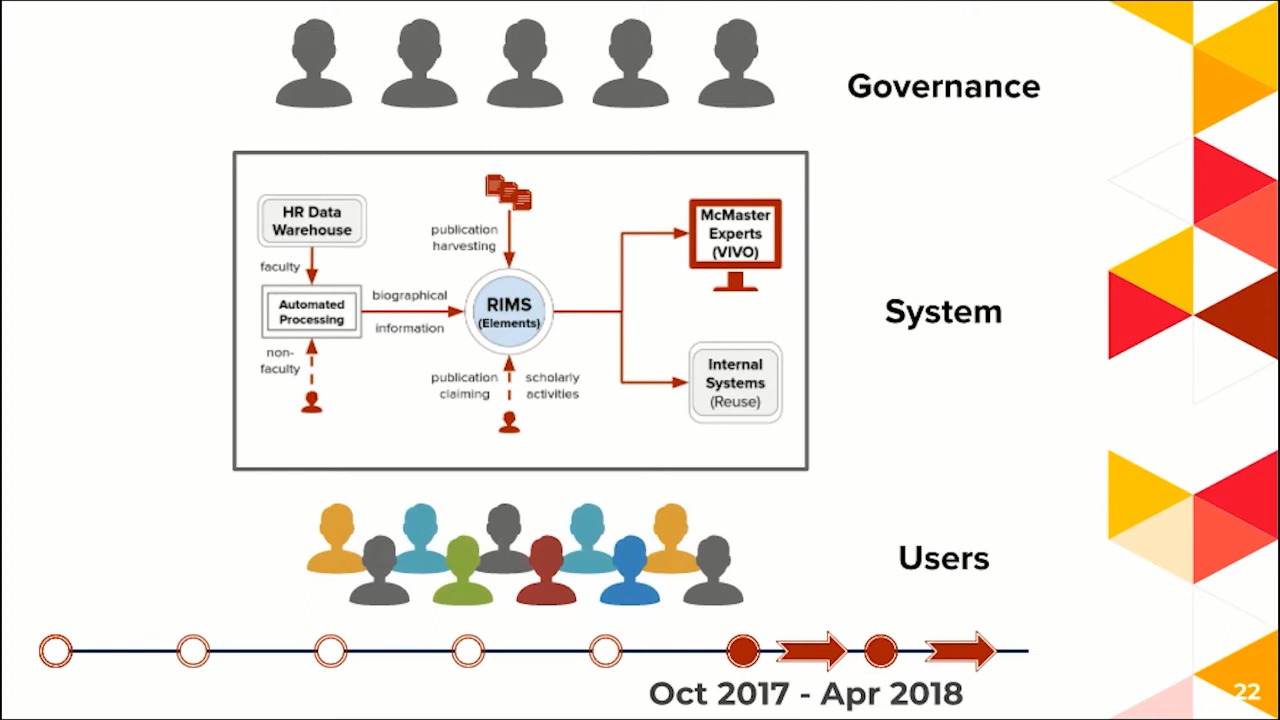 Governance
HR Data
Warehouse
faculty
Automated
Processing
non-
faculty
biographical
information
publication
harvesting
RIMS
(Elements)
publication
claiming
scholarly
activities
McMaster
Experts
(VIVO)
Internal
Systems
(Reuse)
System
Users
Oct 2017 - Apr 2018
22